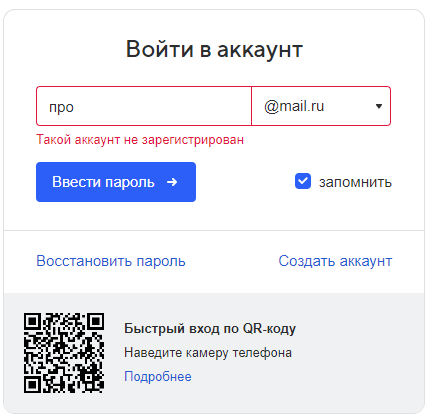 Войти в аккаунт
про @mail.ru
Такой аккаунт не зарегистрирован
Ввести пароль → запомнить
Восстановить пароль Создать аккаунт
Быстрый вход по QR-коду
Наведите камеру телефона
Подробнее